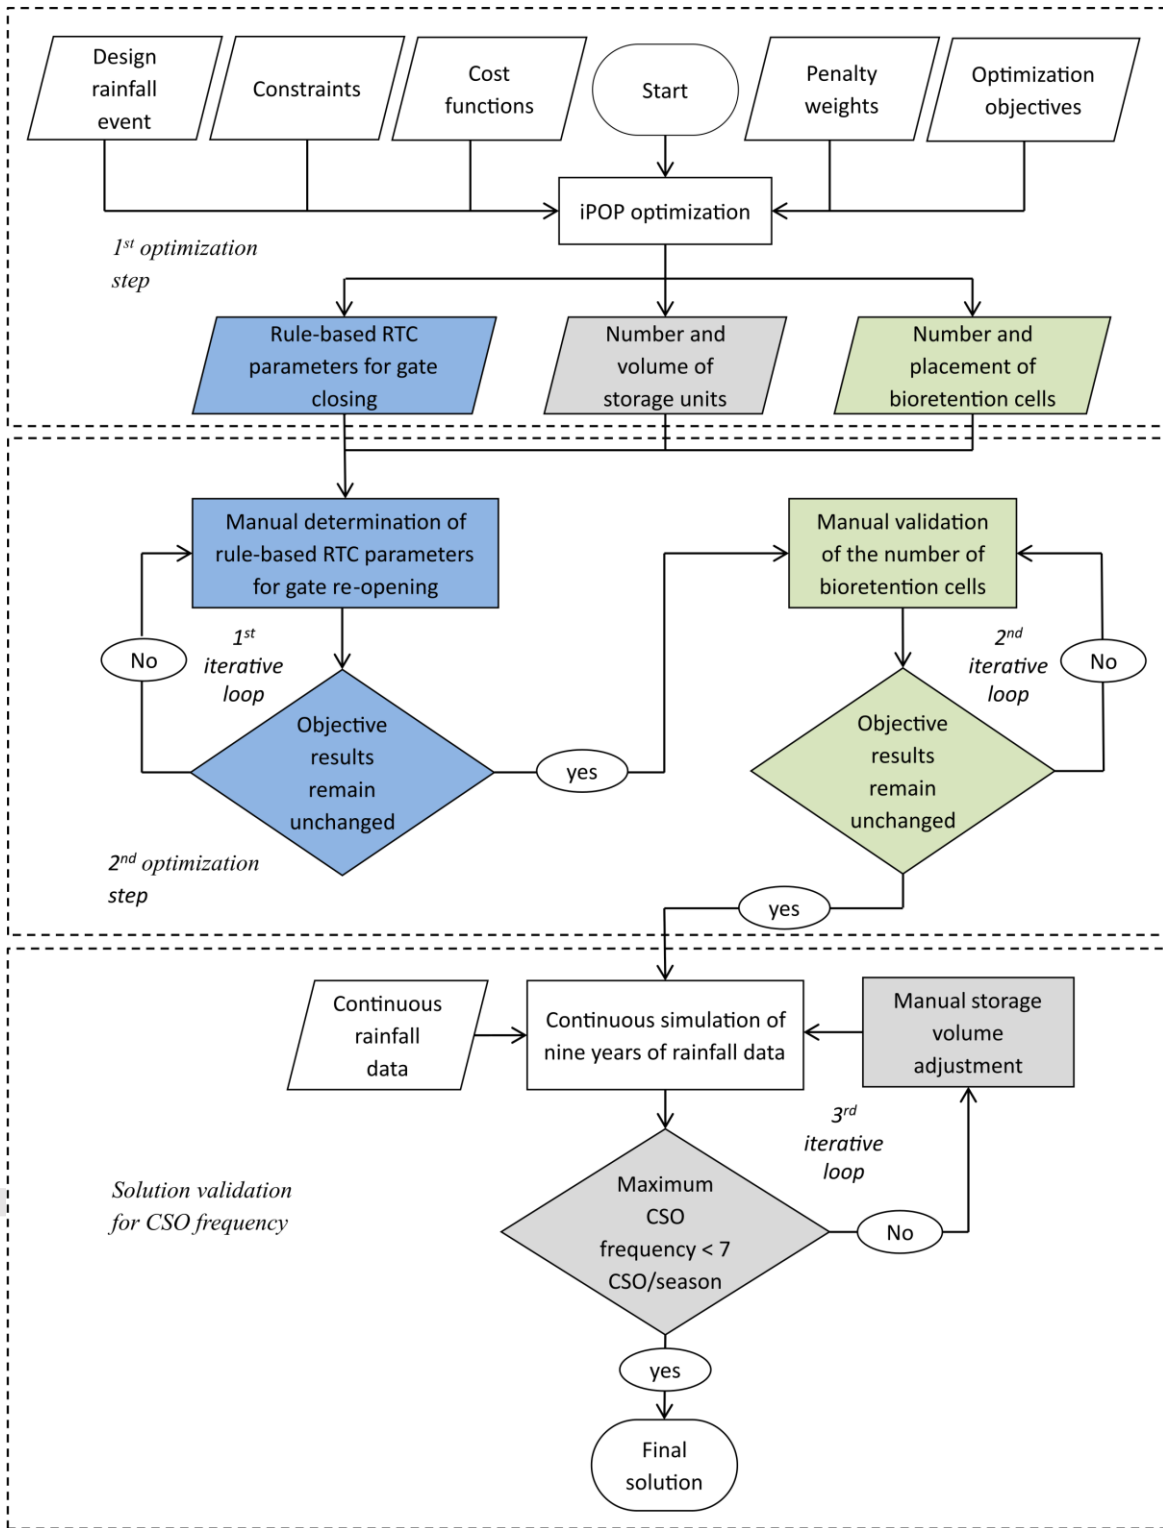 Design
rainfall
event
Constraints
Cost
functions
Start
Penalty
weights
Optimization
objectives
iPOP optimization
1st optimization
step
Rule-based RTC
parameters for gate
closing
Number and
volume of
storage units
Number and
placement of
bioretention cells
Manual determination of
rule-based RTC parameters
for gate re-opening
Manual validation
of the number of
bioretention cells
No
1st
iterative
loop
2nd
iterative
loop
No
Objective
results
remain
unchanged
yes
Objective
results
remain
unchanged
2nd optimization
step
yes
Continuous
rainfall
data
Continuous simulation of
nine years of rainfall data
Manual storage
volume
adjustment
3rd
iterative
loop
Solution validation
for CSO frequency
Maximum
CSO
frequency < 7
CSO/season
No
yes
Final
solution